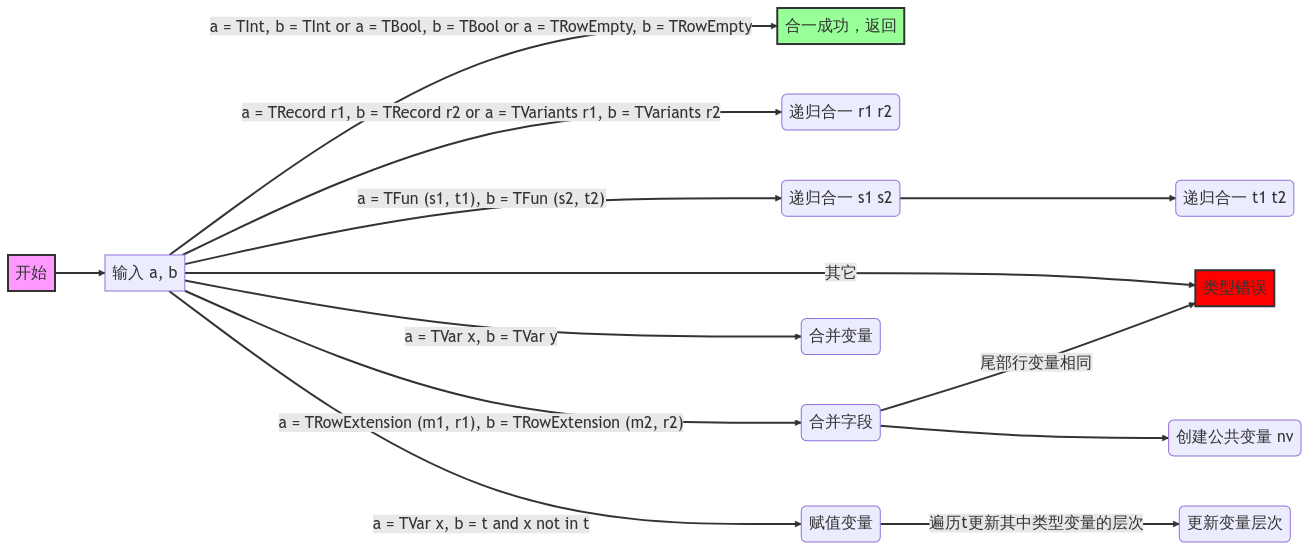 a = TInt, b = TInt or a = TBool, b = TBool or a = TRowEmpty, b = TRowEmpty
合一成功，返回
a = TRecord r1, b = TRecord r2 or a = TVariants r1, b = TVariants r2
递归合一 r1 r2
a = TFun (s1, t1), b = TFun (s2, t2)
递归合一 s1 s2
递归合一 t1 t2
开始
输入 a, b
其它
类型错误
a = TVar x, b = TVar y
合并变量
尾部行变量相同
a = TRowExtension (m1, r1), b = TRowExtension (m2, r2)
合并字段
创建公共变量 nv
a = TVar x, b = t and x not in t
赋值变量
遍历t更新其中类型变量的层次
更新变量层次